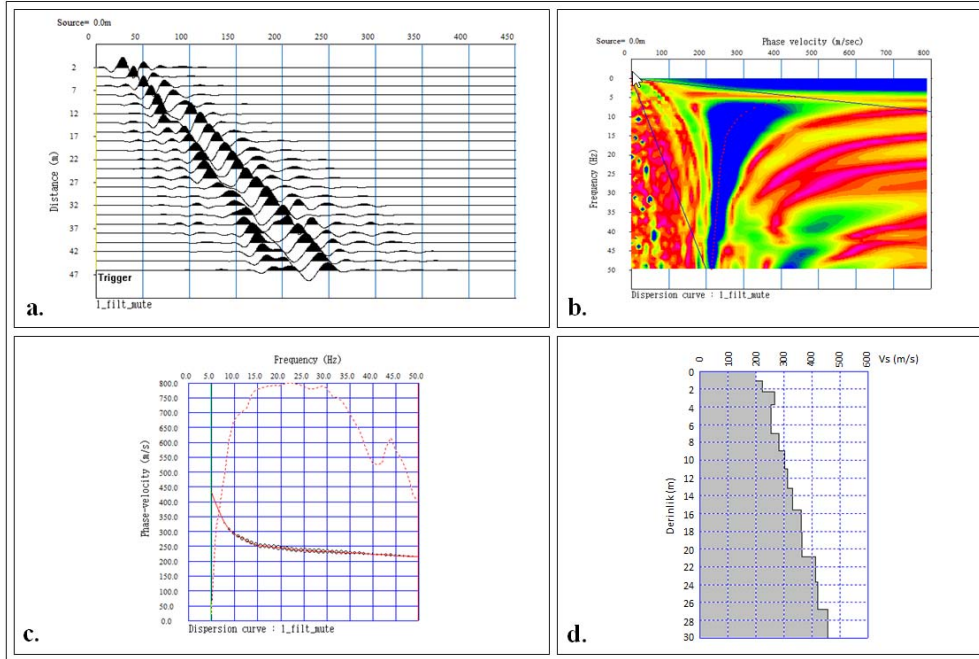 Source= 0.0m
0 50 100 150 200 250 300 350 400 450
2
7
12
17
22
27
32
37
42
47
Distance (m)
Trigger
1_filt_mute
a.
Phase velocity (m/sec)
Source= 0.0m
0 100 200 300 400 500 600 700 800
0
5
10
15
20
25
30
35
40
45
50
Frequency (Hz)
Dispersion curve : 1_filt_mute
b.
Frequency (Hz)
0.0 5.0 10.0 15.0 20.0 25.0 30.0 35.0 40.0 45.0 50.0
800.0
750.0
700.0
650.0
600.0
550.0
500.0
450.0
400.0
350.0
300.0
250.0
200.0
150.0
100.0
50.0
0.0
Phase-velocity (m/s)
Dispersion curve : 1_filt_mute
c.
0 100 200 300 400 500 600 Vs (m/s)
0
2
4
6
8
10
12
14
16
18
20
22
24
26
28
30
Derinlik(m)
d.